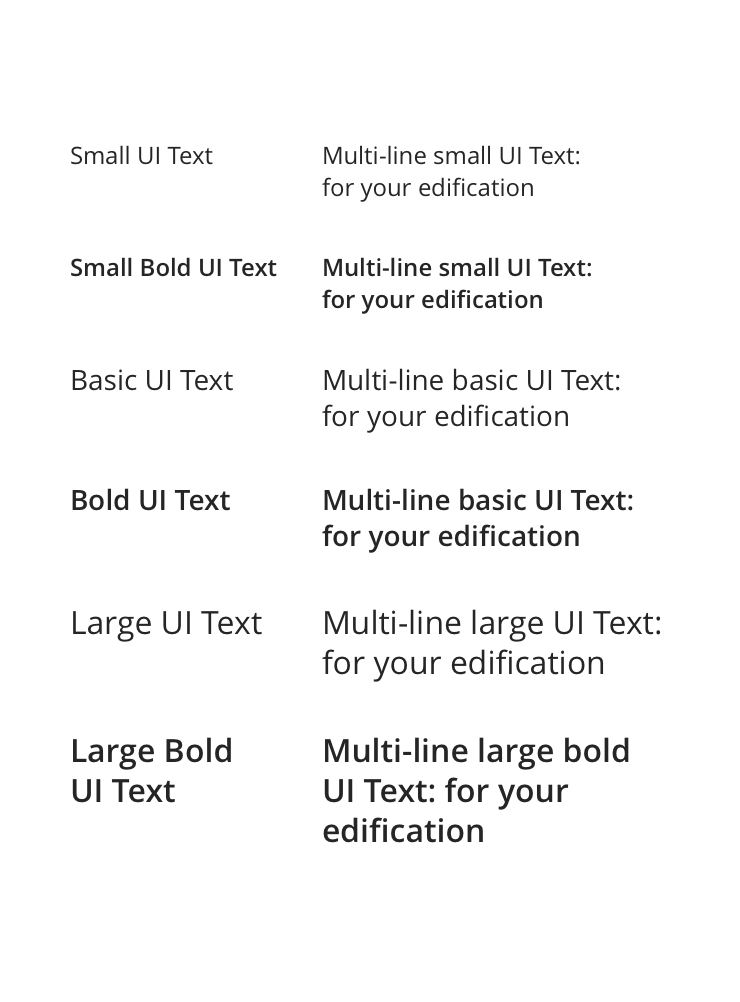 Small UI Text
Multi-line small UI Text:
for your edification
Small Bold UI Text
Multi-line small UI Text:
for your edification
Basic UI Text
Multi-line basic UI Text:
for your edification
Bold UI Text
Multi-line basic UI Text:
for your edification
Large UI Text
Multi-line large UI Text:
for your edification
Large Bold
UI Text
Multi-line large bold
UI Text: for your
edification